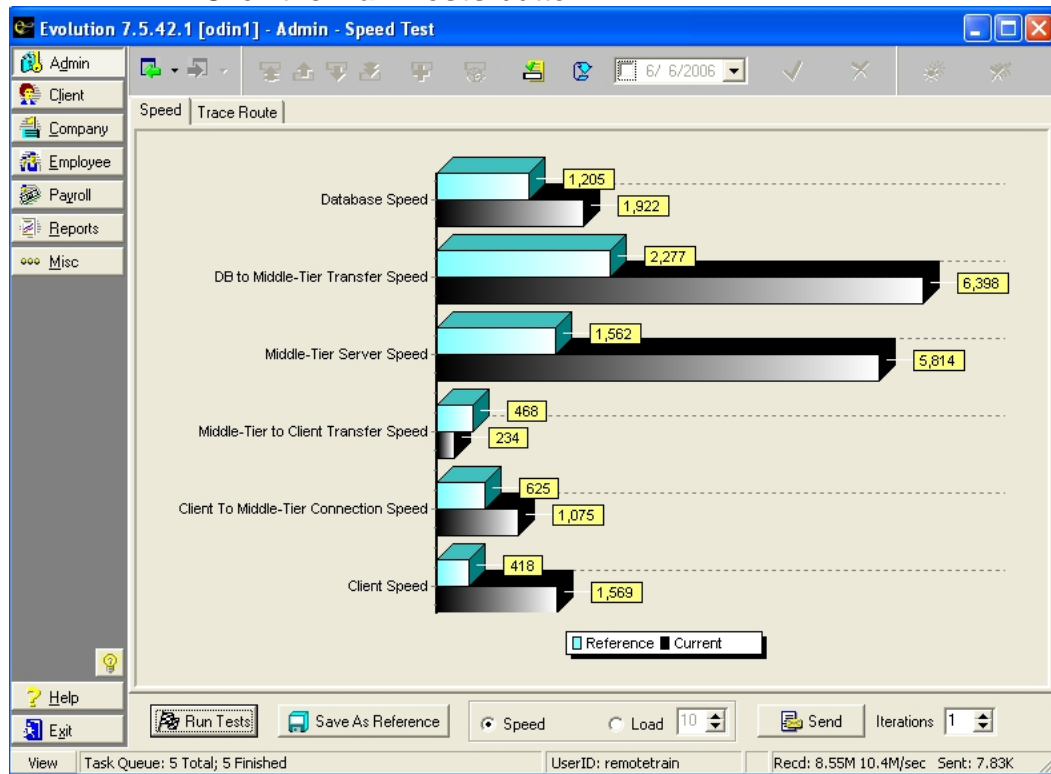 Evolution 7.5.42.1 [odin1] - Admin - Speed Test
Admin
6/ 6/2006
Client
Company
Employee
Payroll
Reports
Misc
Speed
Trace Route
Database Speed
1,205
1,922
DB to Middle-Tier Transfer Speed
2,277
6,398
Middle-Tier Server Speed
1,562
5,814
Middle-Tier to Client Transfer Speed
468
234
Client To Middle-Tier Connection Speed
625
1,075
Client Speed
418
1,569
Reference Current
Help
Exit
Run Tests
Save As Reference
Speed
Load 10
Send
Iterations 1
View
Task Queue: 5 Total; 5 Finished
UserID: remotetrain
Recd: 8.55M 10.4M/sec Sent: 7.83K